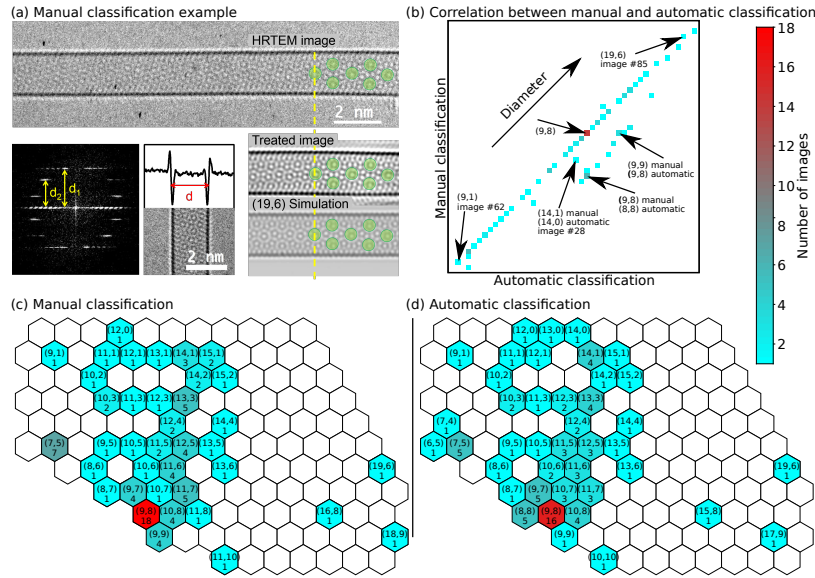 (a) Manual classification example
HRTEM image
2 nm
d2
d1
d
2 nm
Treated image
(19,6) Simulation
(b) Correlation between manual and automatic classification
Manual classification
Automatic classification
Diameter
(19,6)
image #85
(9,8)
(9,9) manual
(9,8) automatic
(9,8) manual
(8,8) automatic
(14,1) manual
(14,0) automatic
image #28
(9,1)
image #62
18
16
14
12
10
8
6
4
2
Number of images
(c) Manual classification
(12,0)
1
(9,1) (11,1) (12,1) (13,1) (14,1) (15,1)
1 1 1 1 3 2
(10,2) (14,2) (15,2)
1 2 1
(10,3) (11,3) (12,3) (13,3)
2 1 1 5
(12,4) (14,4)
2 1
(7,5) (9,5) (10,5) (11,5) (12,5) (13,5)
7 1 1 2 4 1
(8,6) (10,6) (11,6) (13,6) (19,6)
1 1 4 1 1
(8,7) (9,7) (10,7) (11,7)
1 4 1 5
(9,8) (10,8) (11,8) (16,8)
18 4 1 1
(9,9) (18,9)
4 1
(11,10)
1
(d) Automatic classification
(12,0) (13,0) (14,0)
1 1 1
(9,1) (11,1) (12,1) (14,1) (15,1)
1 1 1 4 1
(10,2) (14,2) (15,2)
1 2 1
(10,3) (11,3) (12,3) (13,3)
2 1 1 4
(7,4) (12,4) (14,4)
1 2 1
(6,5) (7,5) (9,5) (10,5) (11,5) (12,5) (13,5)
1 5 1 1 3 3 1
(8,6) (10,6) (11,6) (13,6) (19,6)
1 2 3 1 1
(9,7) (10,7) (11,7)
5 3 3
(8,8) (9,8) (10,8) (15,8)
5 16 4 1
(9,9) (17,9)
1 1
(10,10)
1